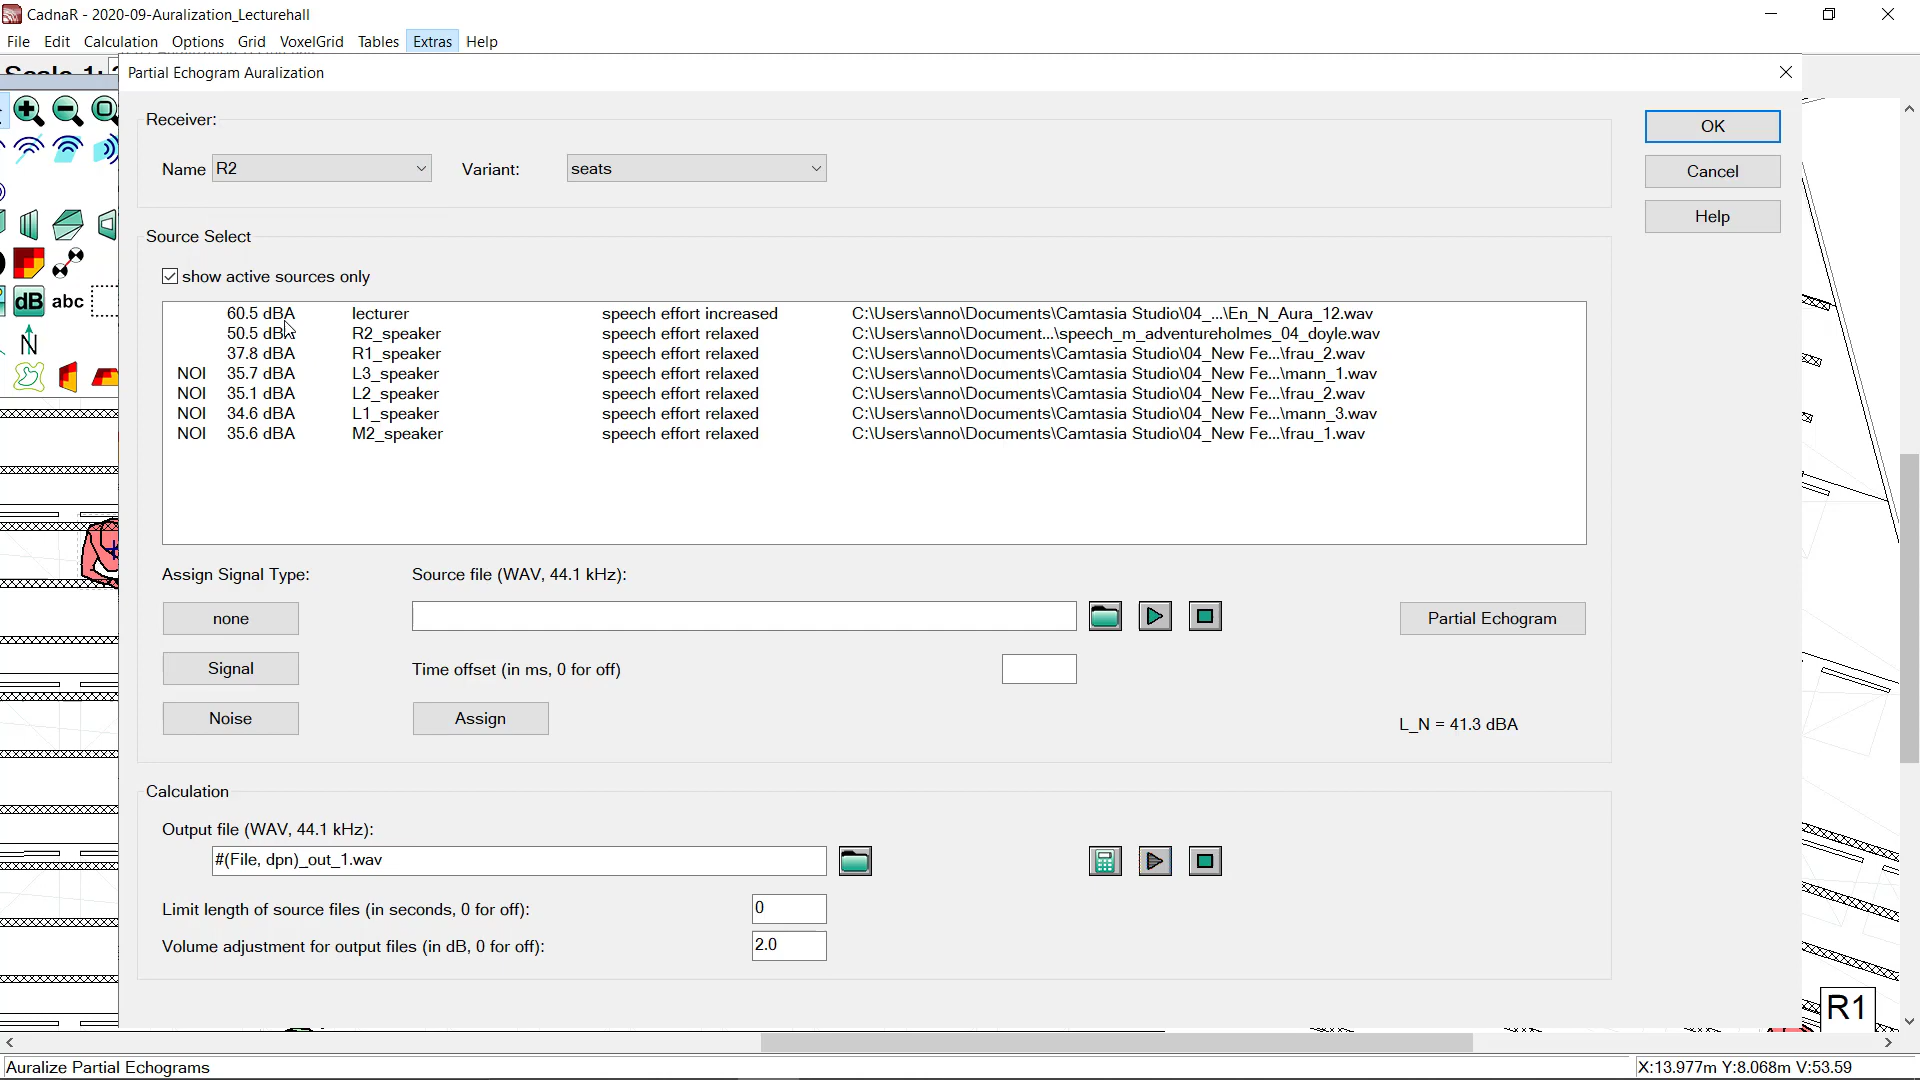 CadnaR - 2020-09-Auralization_Lecturehall
File Edit Calculation Options Grid VoxelGrid Tables Extras Help
Partial Echogram Auralization
Receiver:
OK
Name R2 Variant: seats
Cancel
Help
Source Select
show active sources only
60.5 dBA lecturer speech effort increased C:\Users\anno\Documents\Camtasia Studio\04_...\En_N_Aura_12.wav
50.5 dBA R2_speaker speech effort relaxed C:\Users\anno\Document...\speech_m_adventureholmes_04_doyle.wav
37.8 dBA R1_speaker speech effort relaxed C:\Users\anno\Documents\Camtasia Studio\04_New Fe...\frau_2.wav
NOI 35.7 dBA L3_speaker speech effort relaxed C:\Users\anno\Documents\Camtasia Studio\04_New Fe...\mann_1.wav
NOI 35.1 dBA L2_speaker speech effort relaxed C:\Users\anno\Documents\Camtasia Studio\04_New Fe...\frau_2.wav
NOI 34.6 dBA L1_speaker speech effort relaxed C:\Users\anno\Documents\Camtasia Studio\04_New Fe...\mann_3.wav
NOI 35.6 dBA M2_speaker speech effort relaxed C:\Users\anno\Documents\Camtasia Studio\04_New Fe...\frau_1.wav
dB abc
N
Assign Signal Type: Source file (WAV, 44.1 kHz):
none
Partial Echogram
Signal Time offset (in ms, 0 for off)
Noise Assign
L_N = 41.3 dBA
Calculation
Output file (WAV, 44.1 kHz):
#(File, dpn)_out_1.wav
Limit length of source files (in seconds, 0 for off): 0
Volume adjustment for output files (in dB, 0 for off): 2.0
R1
Auralize Partial Echograms
X:13.977m Y:8.068m V:53.59